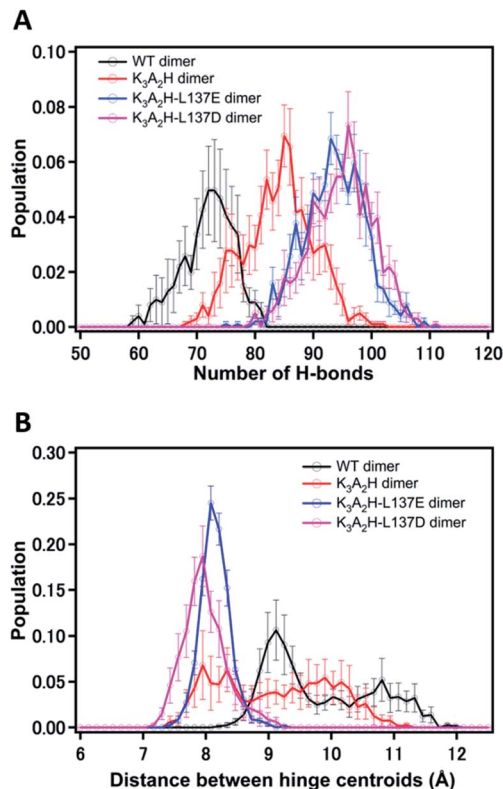 A
0.10
0.08
0.06
0.04
0.02
0.00
Population
WT dimer
K₃A₂H dimer
K₃A₂H-L137E dimer
K₃A₂H-L137D dimer
50 60 70 80 90 100 110 120
Number of H-bonds
B
0.30
0.25
0.20
0.15
0.10
0.05
0.00
Population
WT dimer
K₃A₂H dimer
K₃A₂H-L137E dimer
K₃A₂H-L137D dimer
6 7 8 9 10 11 12
Distance between hinge centroids (Å)